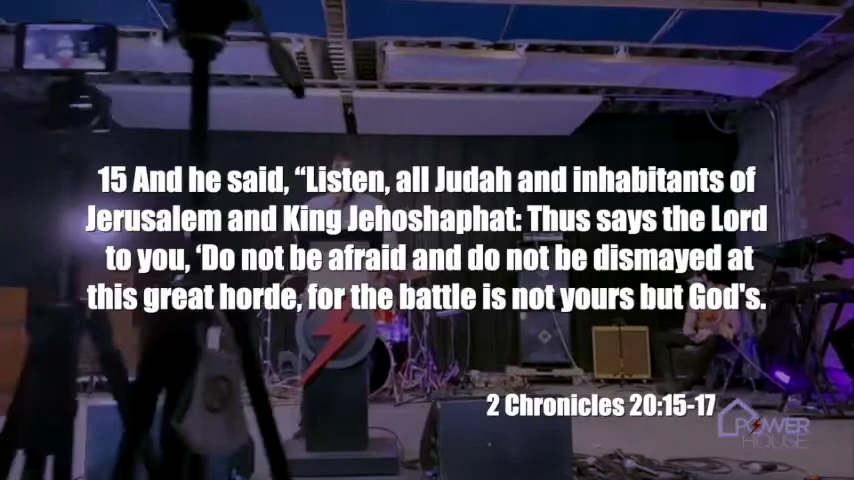 15 And he said, “Listen, all Judah and inhabitants of
Jerusalem and King Jehoshaphat: Thus says the Lord
to you, ‘Do not be afraid and do not be dismayed at
this great horde, for the battle is not yours but God's.
2 Chronicles 20:15-17
POWER
HOUSE